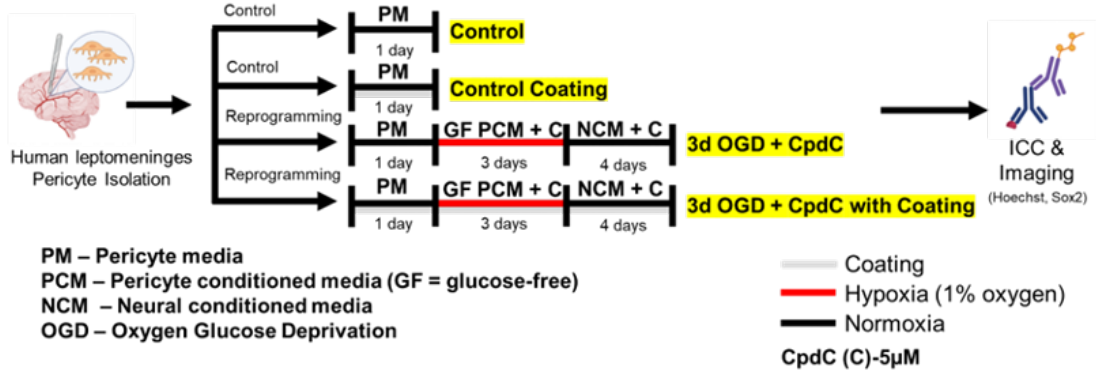 Human leptomeninges
Pericyte Isolation
Control
PM
1 day
Control
Control
PM
1 day
Control Coating
Reprogramming
PM
GF PCM + C
NCM + C
1 day
3 days
4 days
3d OGD + CpdC
Reprogramming
PM
GF PCM + C
NCM + C
1 day
3 days
4 days
3d OGD + CpdC with Coating
ICC &
Imaging
(Hoechst, Sox2)
PM – Pericyte media
PCM – Pericyte conditioned media (GF = glucose-free)
NCM – Neural conditioned media
OGD – Oxygen Glucose Deprivation
Coating
Hypoxia (1% oxygen)
Normoxia
CpdC (C)-5µM